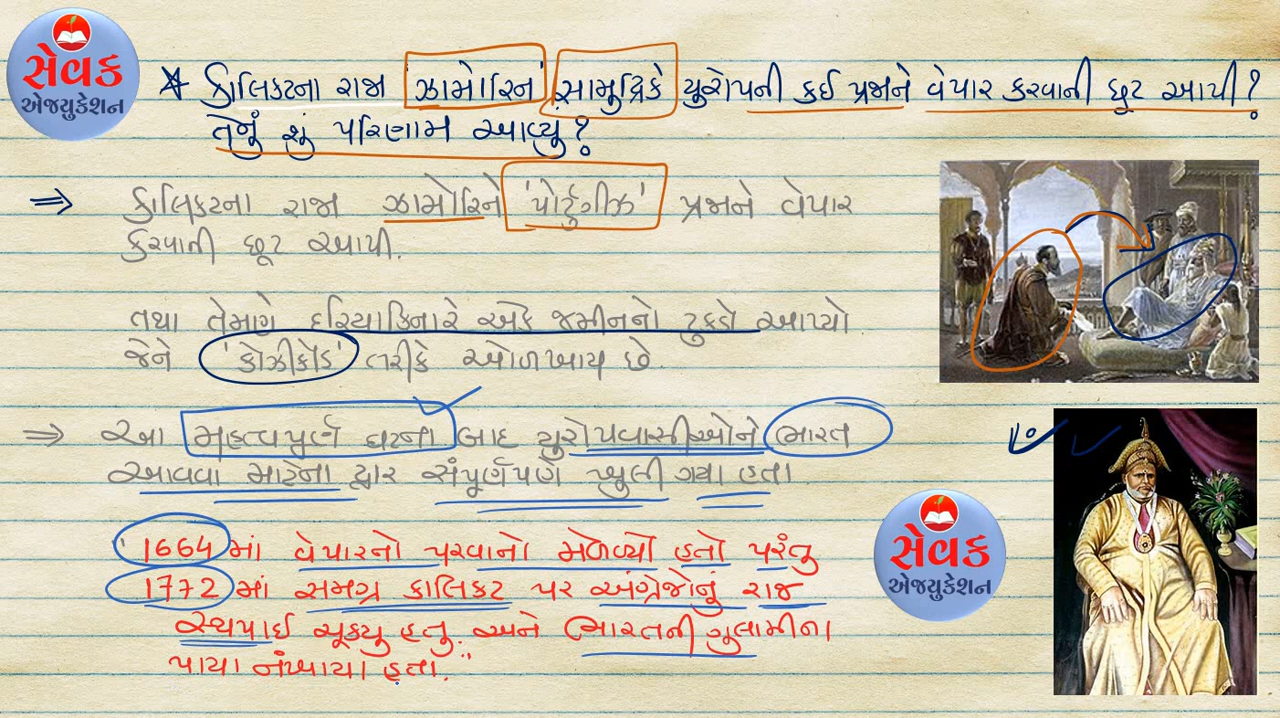 સેવક
એજ્યુકેશન
* કાલિકટના રાજા 'ઝામોરિન' સામુદ્રિકે યુરોપની કઈ પ્રજાને વેપાર કરવાની છૂટ આપી?
તેનું શું પરિણામ આવ્યુ?
⇒ કાલિકટના રાજા ઝામોરિને 'પોર્ટુગીઝ' પ્રજાને વેપાર
કરવાની છૂટ આપી.
તથા તેમાણે દરિયાકિનારે એક જમીનનો ટુકડો આપ્યો
જેને 'કોઝીકોડ' તરીકે ઓળખાય છે.
⇒ આ મહત્વપૂર્ણ ઘટના બાદ યુરોપવાસીઓને ભારત
આવવા માટેના દ્વાર સંપૂર્ણપણે ખુલી ગયા હતા.
'1664 માં વેપારનો પરવાનો મેળવ્યો હતો પરંતુ
1772 માં સમગ્ર કાલિકટ પર અંગ્રેજોનું રાજ
સ્થપાઈ ચૂક્યુ હતુ. અને ભારતની ગુલામીના
પાયા નંખાયા હતા."
સેવક
એજ્યુકેશન